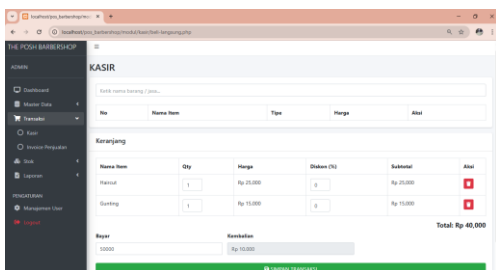 localhost/pos_barbershop/mod
localhost/pos_barbershop/modul/kasir/beli-langsung.php
THE POSH BARBERSHOP
ADMIN
Dashboard
Master Data
Transaksi
Kasir
Invoice Penjualan
Stok
Laporan
PENGATURAN
Manajemen User
Logout
KASIR
Ketik nama barang / jasa...
No Nama Item Tipe Harga Aksi
Keranjang
Nama Item Qty Harga Diskon (%) Subtotal Aksi
Haircut 1 Rp 25,000 0 Rp 25,000
Gunting 1 Rp 15,000 0 Rp 15,000
Total: Rp 40,000
Bayar Kembalian
50000 Rp 10,000
SIMPAN TRANSAKSI